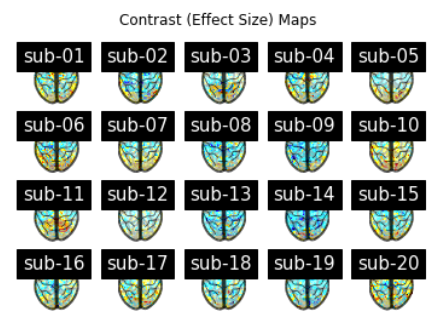 Contrast (Effect Size) Maps
sub-01 sub-02 sub-03 sub-04 sub-05
sub-06 sub-07 sub-08 sub-09 sub-10
sub-11 sub-12 sub-13 sub-14 sub-15
sub-16 sub-17 sub-18 sub-19 sub-20